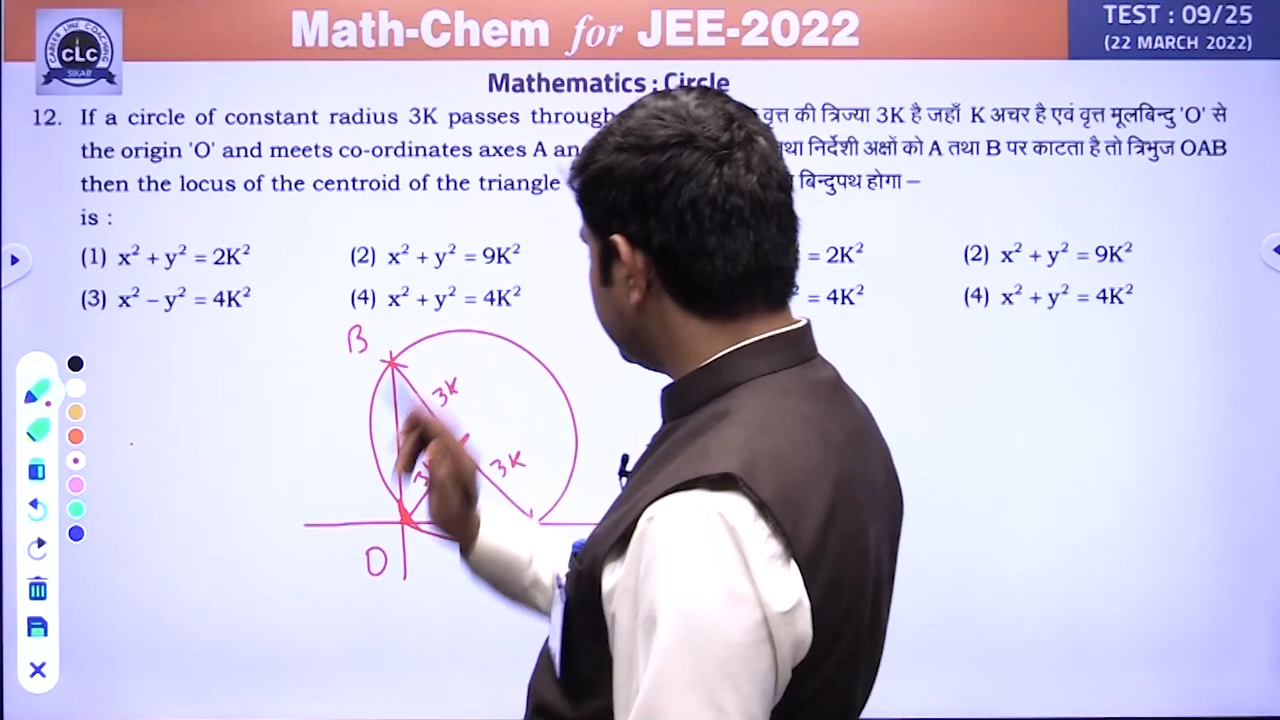 Math-Chem for JEE-2022
TEST : 09/25
(22 MARCH 2022)
CAREER LINE COACHING
CLC
SIKAR
Mathematics : Circle
12. If a circle of constant radius 3K passes through
the origin 'O' and meets co-ordinates axes A an
then the locus of the centroid of the triangle
is :
(1) x² + y² = 2K² (2) x² + y² = 9K²
(3) x² – y² = 4K² (4) x² + y² = 4K²
वृत्त की त्रिज्या 3K है जहाँ K अचर है एवं वृत्त मूलबिन्दु 'O' से
तथा निर्देशी अक्षों को A तथा B पर काटता है तो त्रिभुज OAB
बिन्दुपथ होगा –
= 2K² (2) x² + y² = 9K²
= 4K² (4) x² + y² = 4K²
B
3K
3K
O